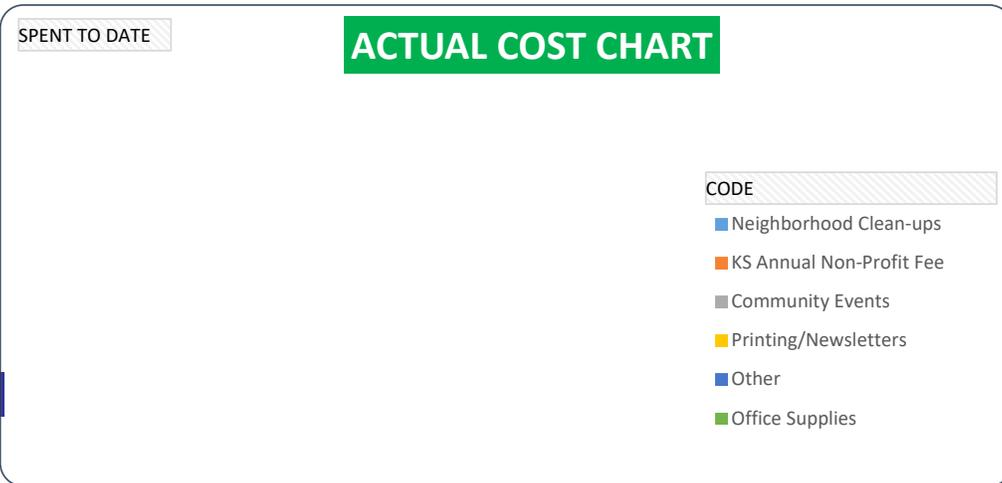 SPENT TO DATE
ACTUAL COST CHART
CODE
Neighborhood Clean-ups
KS Annual Non-Profit Fee
Community Events
Printing/Newsletters
Other
Office Supplies